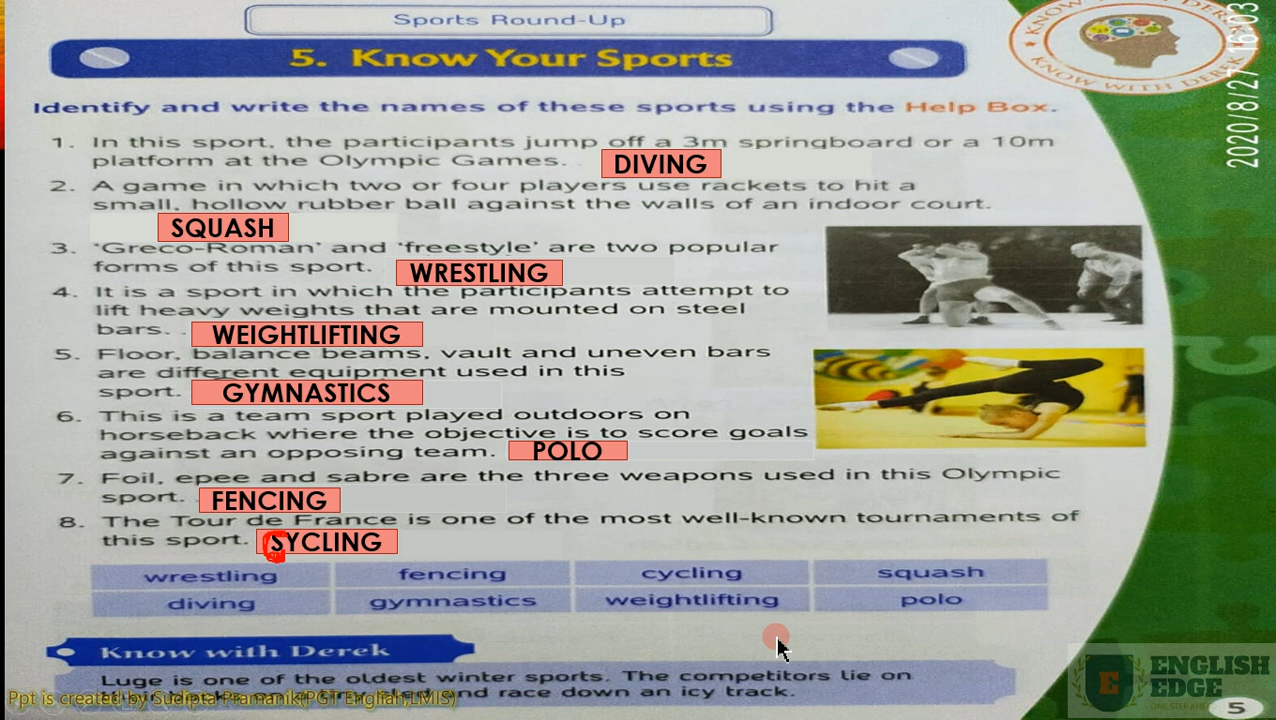 Sports Round-Up
5. Know Your Sports
KNOW WITH DEREK
KNOW WITH DEREK
2020/8/27 16:03
Identify and write the names of these sports using the Help Box.
1. In this sport, the participants jump off a 3m springboard or a 10m
platform at the Olympic Games. DIVING
2. A game in which two or four players use rackets to hit a
small, hollow rubber ball against the walls of an indoor court.
SQUASH
3. 'Greco-Roman' and 'freestyle' are two popular
forms of this sport. WRESTLING
4. It is a sport in which the participants attempt to
lift heavy weights that are mounted on steel
bars. WEIGHTLIFTING
5. Floor, balance beams, vault and uneven bars
are different equipment used in this
sport. GYMNASTICS
6. This is a team sport played outdoors on
horseback where the objective is to score goals
against an opposing team. POLO
7. Foil, epee and sabre are the three weapons used in this Olympic
sport. FENCING
8. The Tour de France is one of the most well-known tournaments of
this sport. SYCLING
wrestling fencing cycling squash
diving gymnastics weightlifting polo
Know with Derek
Luge is one of the oldest winter sports. The competitors lie on
and race down an icy track.
Ppt is created by Sudipta Pramanik(PGT English,LMIS)
E
ENGLISH
EDGE
5